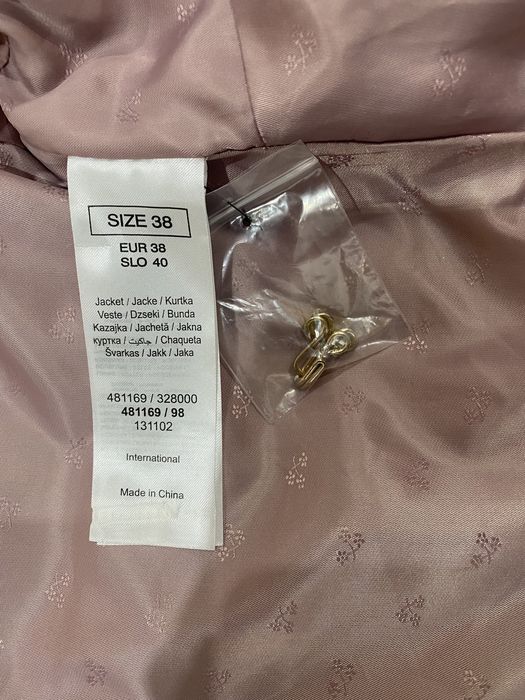 SIZE 38
EUR 38
SLO 40
Jacket / Jacke / Kurtka
Veste / Dzseki / Bunda
Kazajka / Jachetă / Jakna
куртка / جاكيت / Chaqueta
Švarkas / Jakk / Jaka
481169 / 328000
481169 / 98
131102
International
Made in China